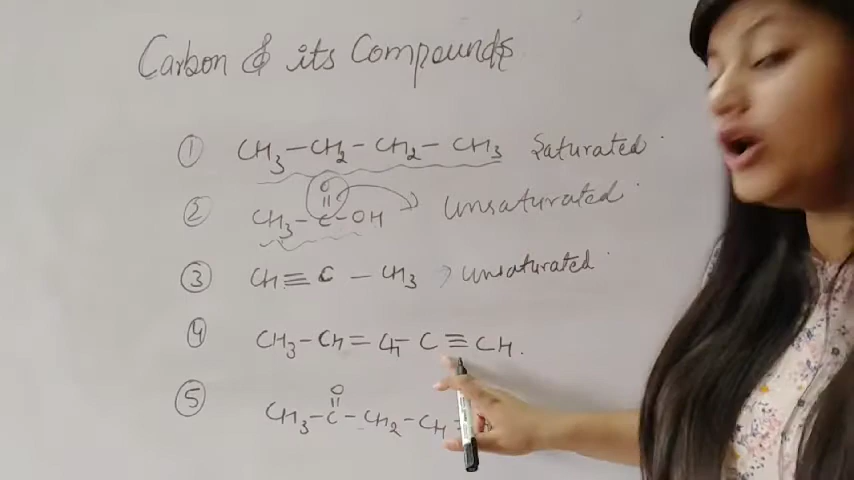 Carbon & its Compounds
① CH₃-CH₂-CH₂-CH₃ Saturated
O
||
② CH₃-C-OH Unsaturated
③ CH≡C-CH₃ Unsaturated
④ CH₃-CH=CH-C≡CH.
O
||
⑤ CH₃-C-CH₂-CH=